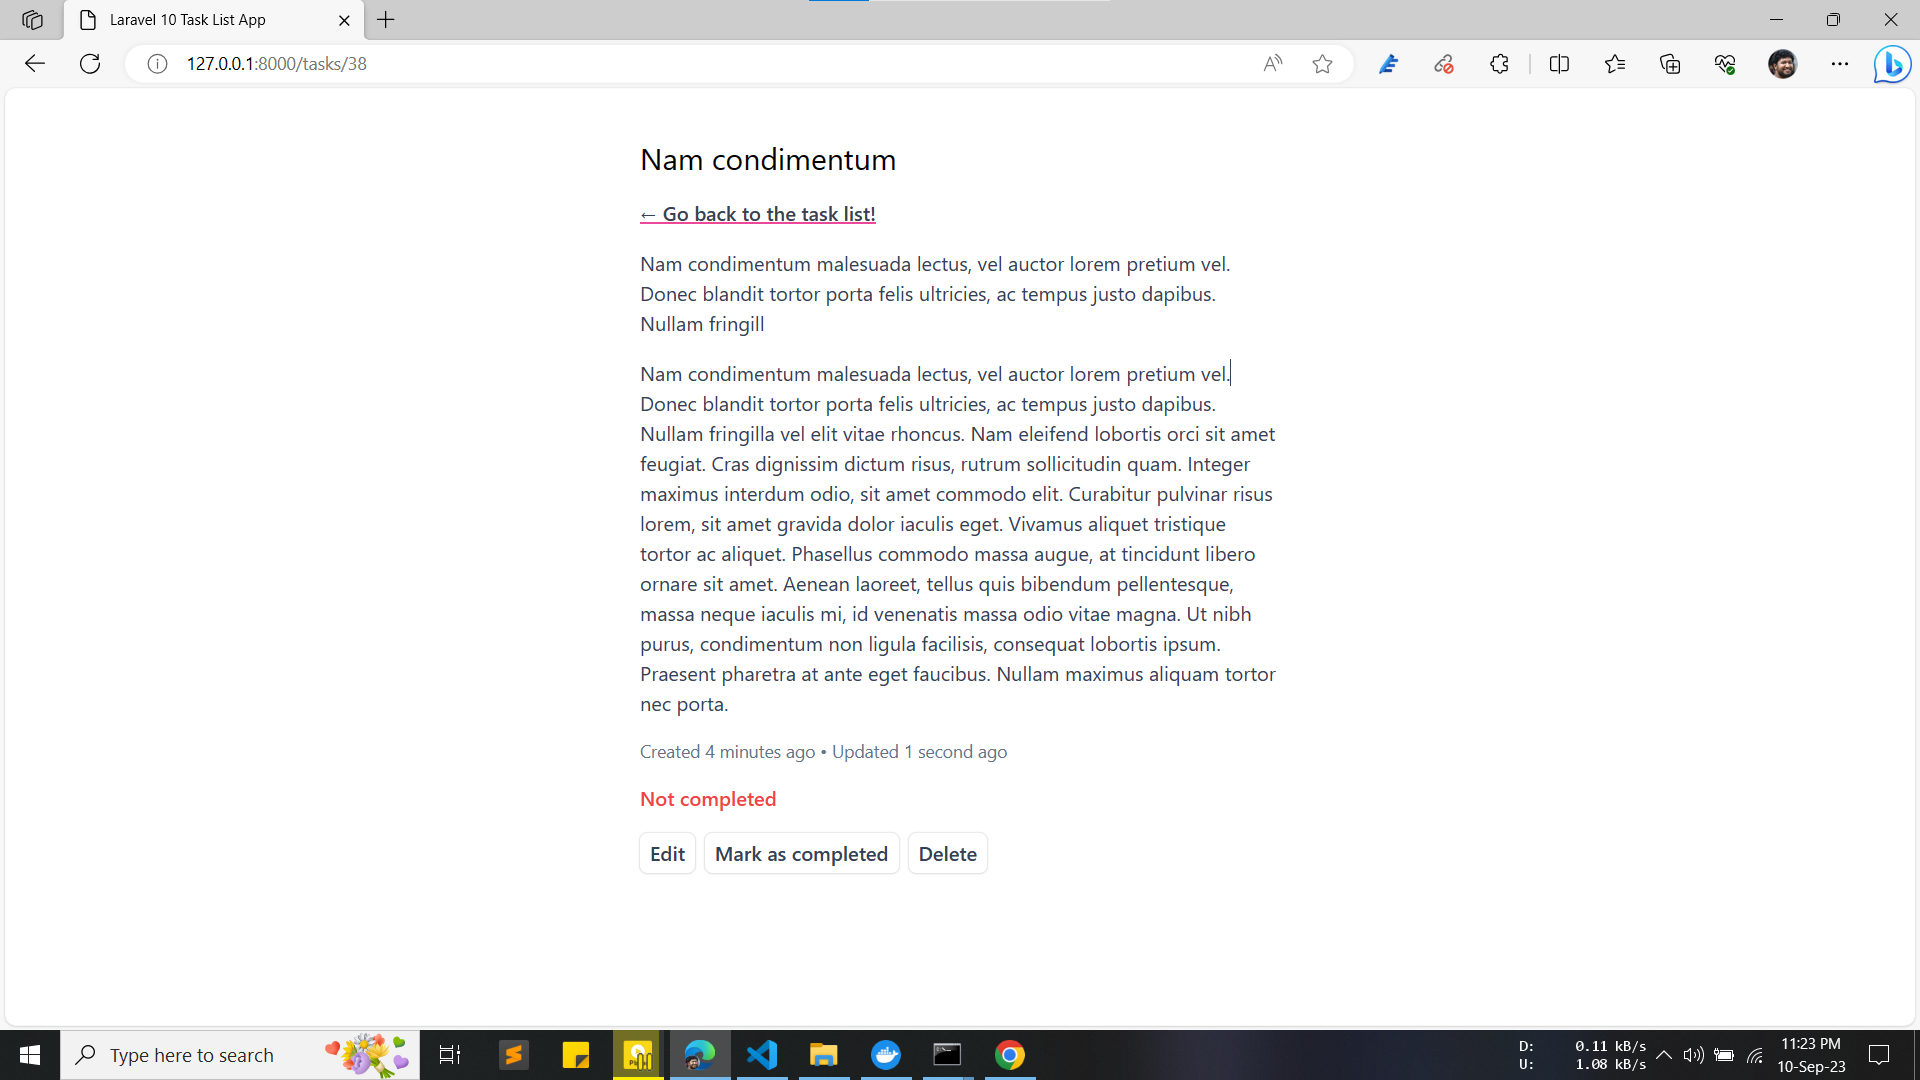 Laravel 10 Task List App
127.0.0.1:8000/tasks/38
Nam condimentum
← Go back to the task list!
Nam condimentum malesuada lectus, vel auctor lorem pretium vel.
Donec blandit tortor porta felis ultricies, ac tempus justo dapibus.
Nullam fringill
Nam condimentum malesuada lectus, vel auctor lorem pretium vel.
Donec blandit tortor porta felis ultricies, ac tempus justo dapibus.
Nullam fringilla vel elit vitae rhoncus. Nam eleifend lobortis orci sit amet
feugiat. Cras dignissim dictum risus, rutrum sollicitudin quam. Integer
maximus interdum odio, sit amet commodo elit. Curabitur pulvinar risus
lorem, sit amet gravida dolor iaculis eget. Vivamus aliquet tristique
tortor ac aliquet. Phasellus commodo massa augue, at tincidunt libero
ornare sit amet. Aenean laoreet, tellus quis bibendum pellentesque,
massa neque iaculis mi, id venenatis massa odio vitae magna. Ut nibh
purus, condimentum non ligula facilisis, consequat lobortis ipsum.
Praesent pharetra at ante eget faucibus. Nullam maximus aliquam tortor
nec porta.
Created 4 minutes ago • Updated 1 second ago
Not completed
Edit Mark as completed Delete
Type here to search
D: 0.11 kB/s
U: 1.08 kB/s
11:23 PM
10-Sep-23